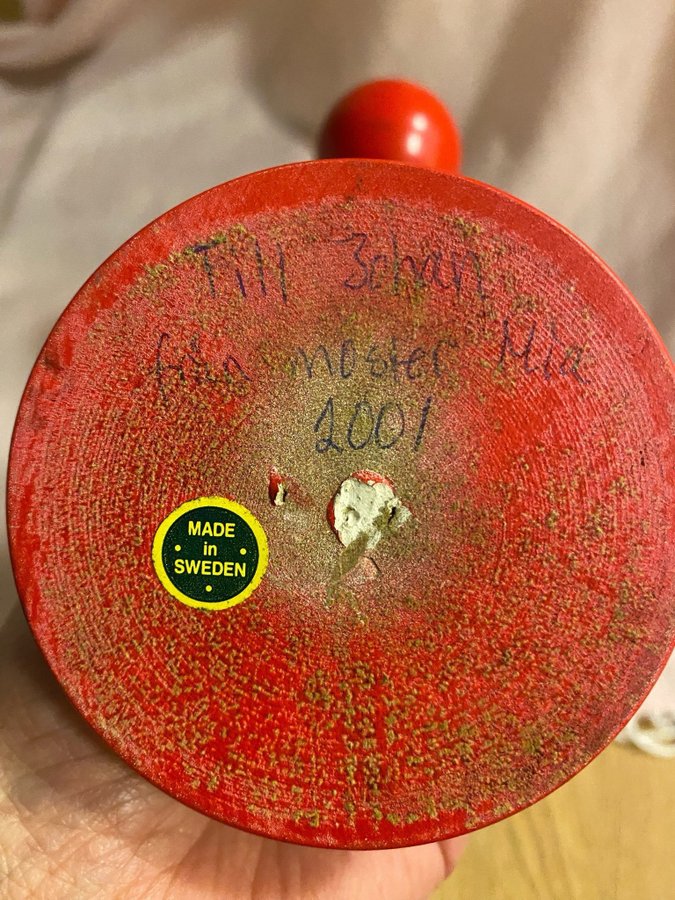 Till Johan
från moster Mia
2001
MADE
in
SWEDEN